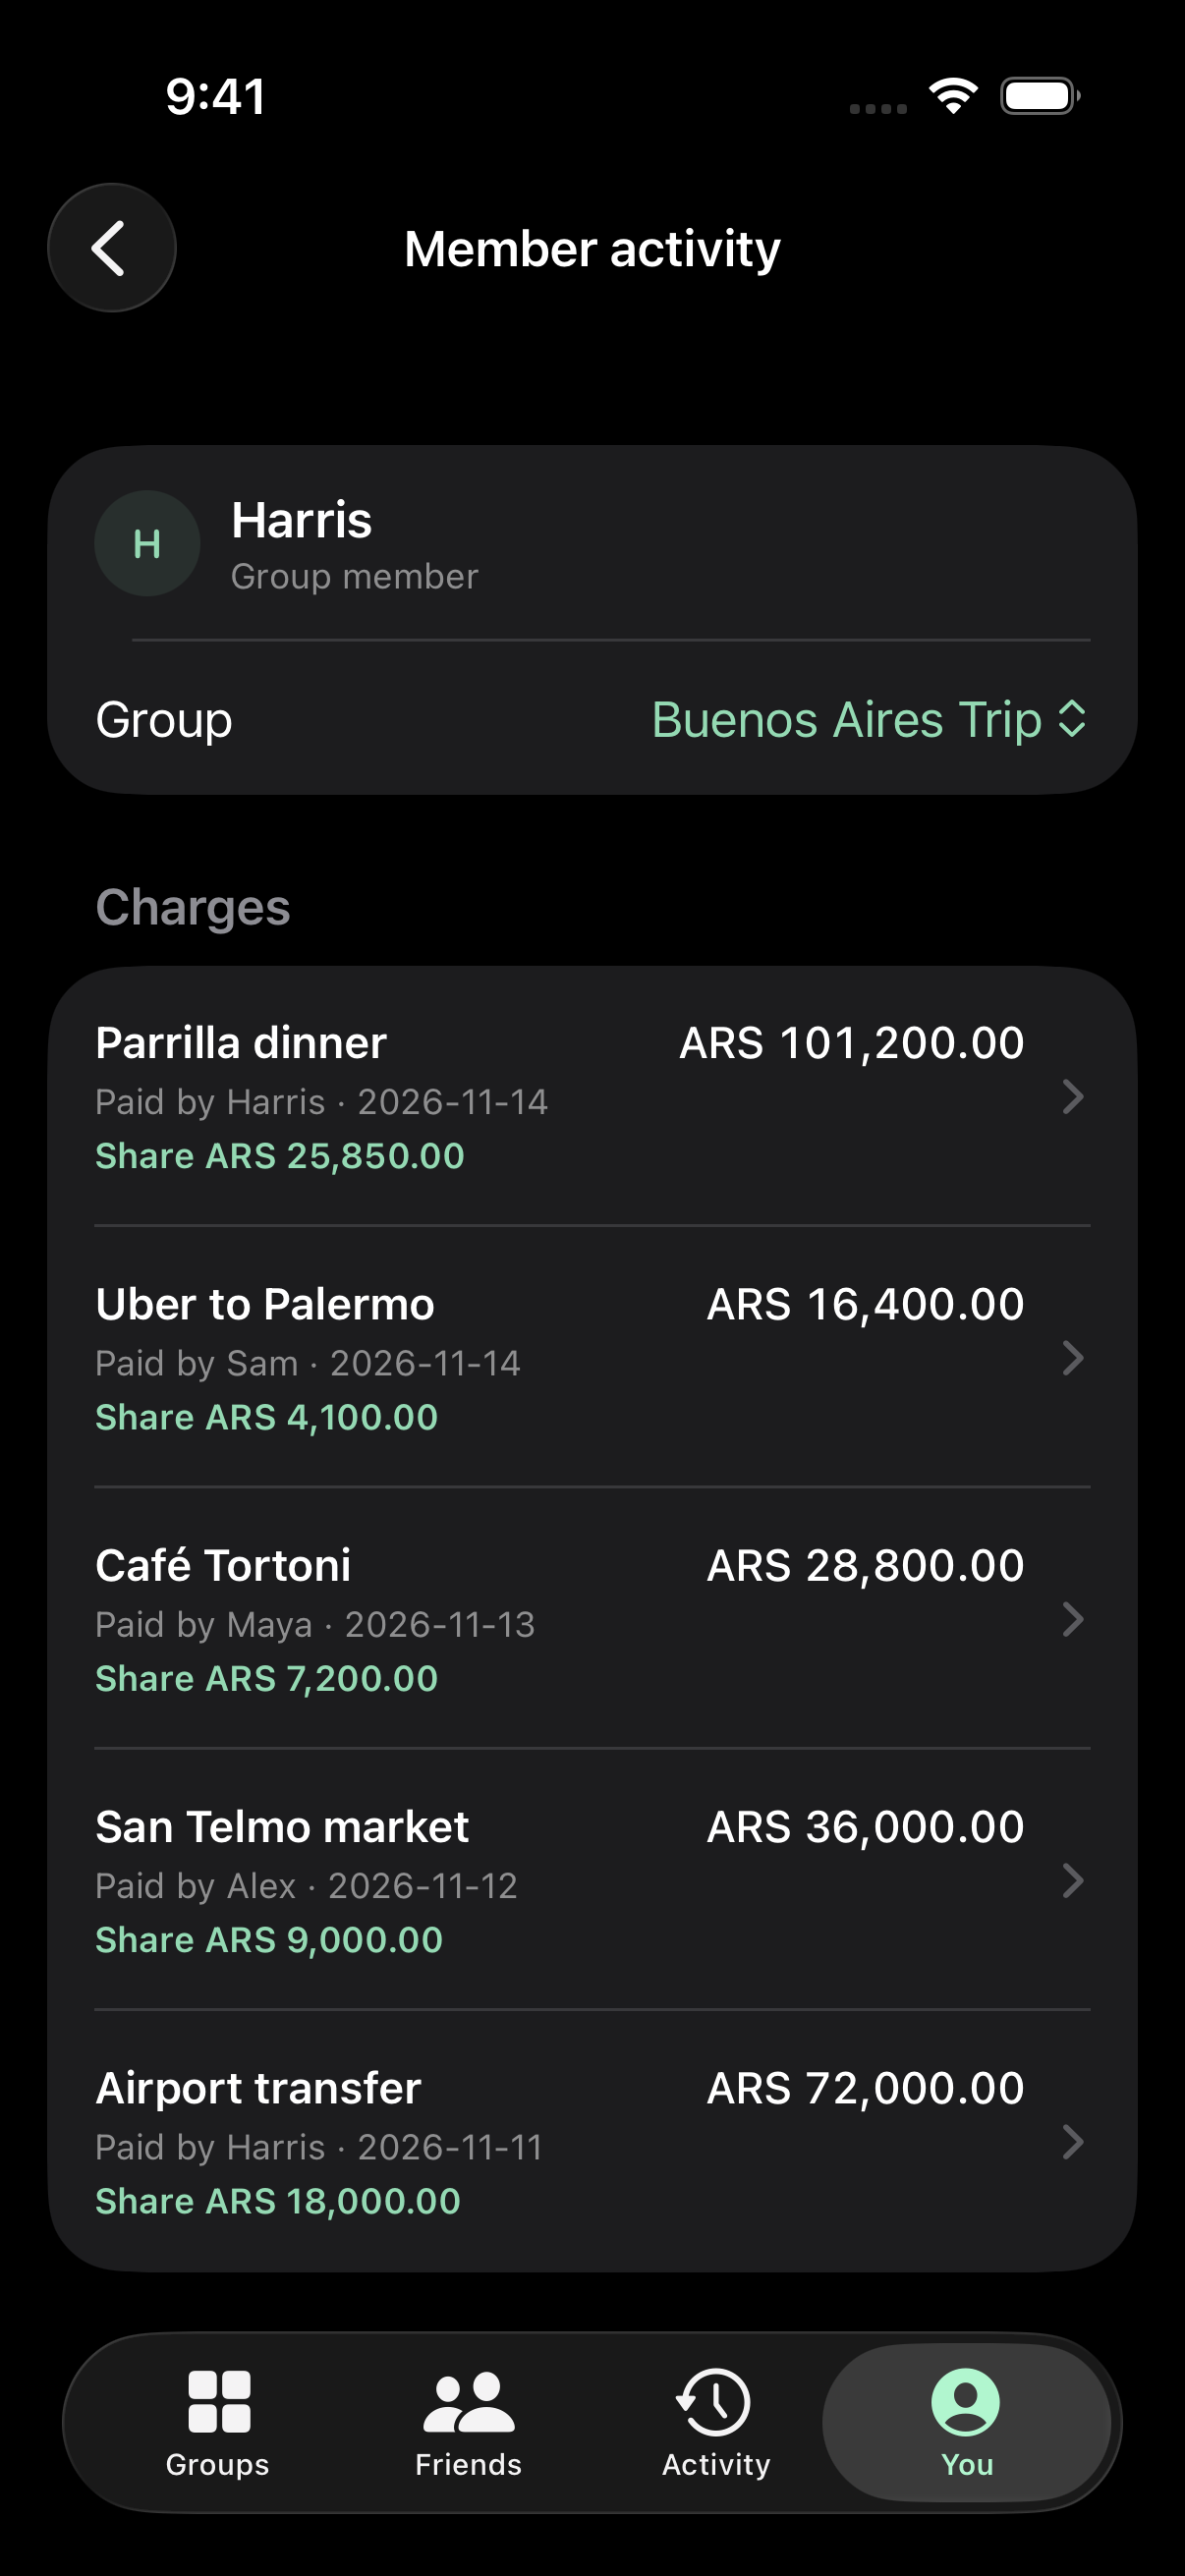 9:41
Member activity
H
Harris
Group member
Group
Buenos Aires Trip
Charges
Parrilla dinner
ARS 101,200.00
Paid by Harris · 2026-11-14
Share ARS 25,850.00
Uber to Palermo
ARS 16,400.00
Paid by Sam · 2026-11-14
Share ARS 4,100.00
Café Tortoni
ARS 28,800.00
Paid by Maya · 2026-11-13
Share ARS 7,200.00
San Telmo market
ARS 36,000.00
Paid by Alex · 2026-11-12
Share ARS 9,000.00
Airport transfer
ARS 72,000.00
Paid by Harris · 2026-11-11
Share ARS 18,000.00
Groups
Friends
Activity
You